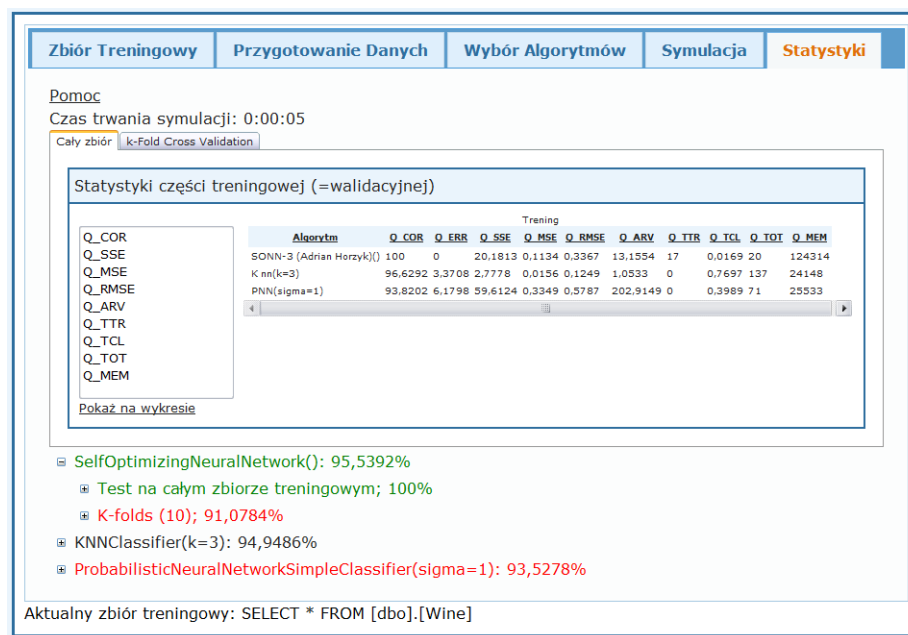 Zbiór Treningowy Przygotowanie Danych Wybór Algorytmów Symulacja Statystyki
Pomoc
Czas trwania symulacji: 0:00:05
Cały zbiór k-Fold Cross Validation
Statystyki części treningowej (=walidacyjnej)
Q_COR
Q_SSE
Q_MSE
Q_RMSE
Q_ARV
Q_TTR
Q_TCL
Q_TOT
Q_MEM
Pokaż na wykresie
Trening
Algorytm Q_COR Q_ERR Q_SSE Q_MSE Q_RMSE Q_ARV Q_TTR Q_TCL Q_TOT Q_MEM
SONN-3 (Adrian Horzyk)() 100 0 20,1813 0,1134 0,3367 13,1554 17 0,0169 20 124314
K nn(k=3) 96,6292 3,3708 2,7778 0,0156 0,1249 1,0533 0 0,7697 137 24148
PNN(sigma=1) 93,8202 6,1798 59,6124 0,3349 0,5787 202,9149 0 0,3989 71 25533
SelfOptimizingNeuralNetwork(): 95,5392%
Test na całym zbiorze treningowym; 100%
K-folds (10); 91,0784%
KNNClassifier(k=3): 94,9486%
ProbabilisticNeuralNetworkSimpleClassifier(sigma=1): 93,5278%
Aktualny zbiór treningowy: SELECT * FROM [dbo].[Wine]